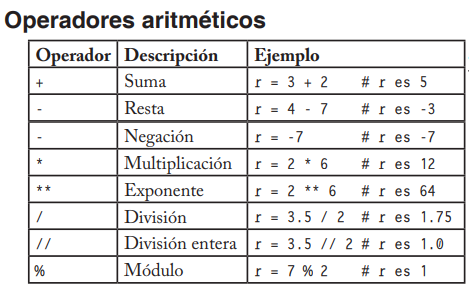 Operadores aritméticos
Operador Descripción Ejemplo
+ Suma r = 3 + 2 # r es 5
- Resta r = 4 - 7 # r es -3
- Negación r = -7 # r es -7
* Multiplicación r = 2 * 6 # r es 12
** Exponente r = 2 ** 6 # r es 64
/ División r = 3.5 / 2 # r es 1.75
// División entera r = 3.5 // 2 # r es 1.0
% Módulo r = 7 % 2 # r es 1